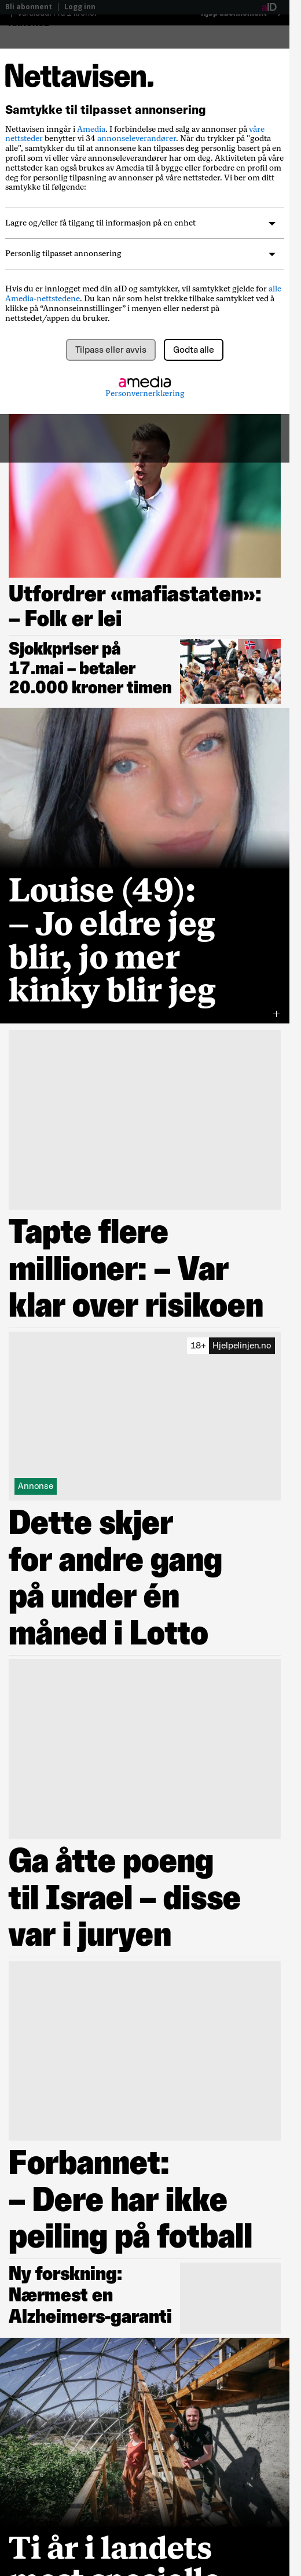 Bli abonnent | Logg inn
aID
Nettavisen.
Samtykke til tilpasset annonsering
Nettavisen inngår i Amedia. I forbindelse med salg av annonser på våre
nettsteder benytter vi 34 annonseleverandører. Når du trykker på "godta
alle", samtykker du til at annonsene kan tilpasses deg personlig basert på en
profil som vi eller våre annonseleverandører har om deg. Aktiviteten på våre
nettsteder kan også brukes av Amedia til å bygge eller forbedre en profil om
deg for personlig tilpasning av annonser på våre nettsteder. Vi ber om ditt
samtykke til følgende:
Lagre og/eller få tilgang til informasjon på en enhet
Personlig tilpasset annonsering
Hvis du er innlogget med din aID og samtykker, vil samtykket gjelde for alle
Amedia-nettstedene. Du kan når som helst trekke tilbake samtykket ved å
klikke på “Annonseinnstillinger” i menyen eller nederst på
nettstedet/appen du bruker.
Tilpass eller avvis
Godta alle
amedia
Personvernerklæring
Utfordrer «mafiastaten»:
– Folk er lei
Sjokkpriser på
17.mai – betaler
20.000 kroner timen
Louise (49):
– Jo eldre jeg
blir, jo mer
kinky blir jeg
+
Tapte flere
millioner: – Var
klar over risikoen
18+ Hjelpelinjen.no
Annonse
Dette skjer
for andre gang
på under én
måned i Lotto
Ga åtte poeng
til Israel – disse
var i juryen
Forbannet:
– Dere har ikke
peiling på fotball
Ny forskning:
Nærmest en
Alzheimers-garanti
Ti år i landets